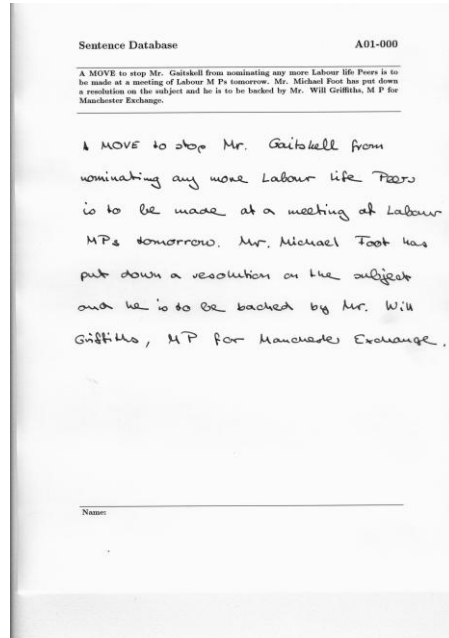 Sentence Database A01-000
A MOVE to stop Mr. Gaitskell from nominating any more Labour life Peers is to
be made at a meeting of Labour M Ps tomorrow. Mr. Michael Foot has put down
a resolution on the subject and he is to be backed by Mr. Will Griffiths, M P for
Manchester Exchange.
A MOVE to stop Mr. Gaitskell from
nominating any more Labour life Peers
is to be made at a meeting of Labour
MPs tomorrow. Mr. Michael Foot has
put down a resolution on the subject
and he is to be backed by Mr. Will
Griffiths, MP for Manchester Exchange.
Name: